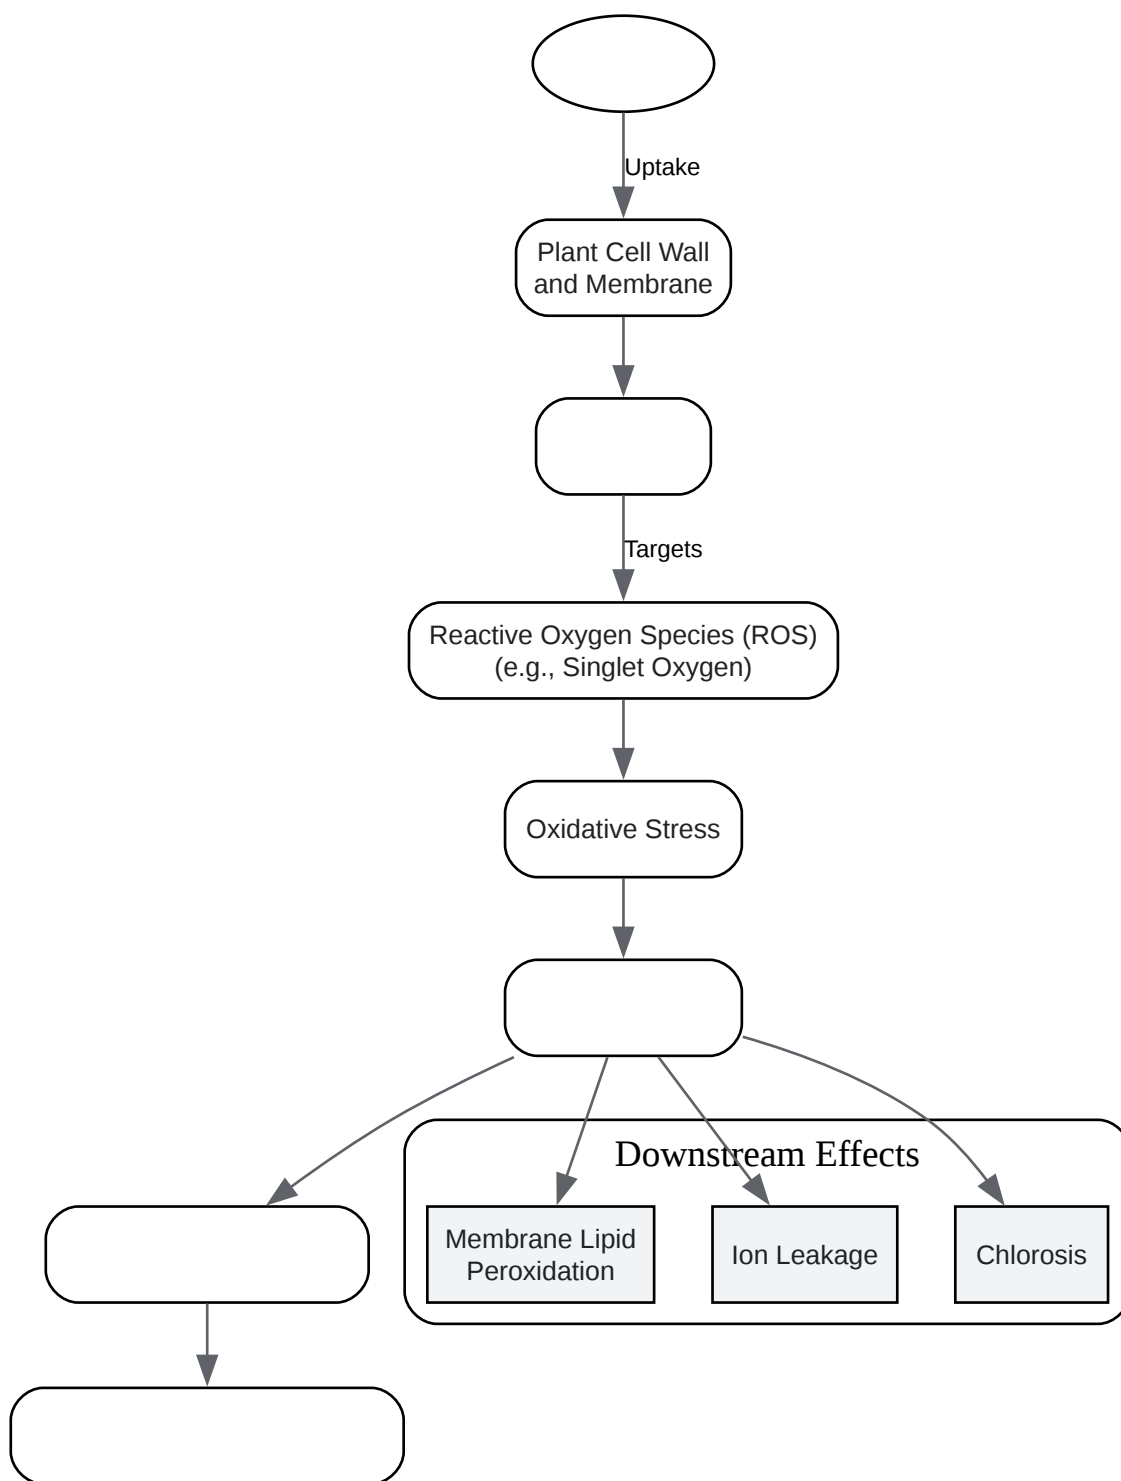 Uptake
Plant Cell Wall
and Membrane
Targets
Reactive Oxygen Species (ROS)
(e.g., Singlet Oxygen)
Oxidative Stress
Downstream Effects
Membrane Lipid
Peroxidation
Ion Leakage
Chlorosis